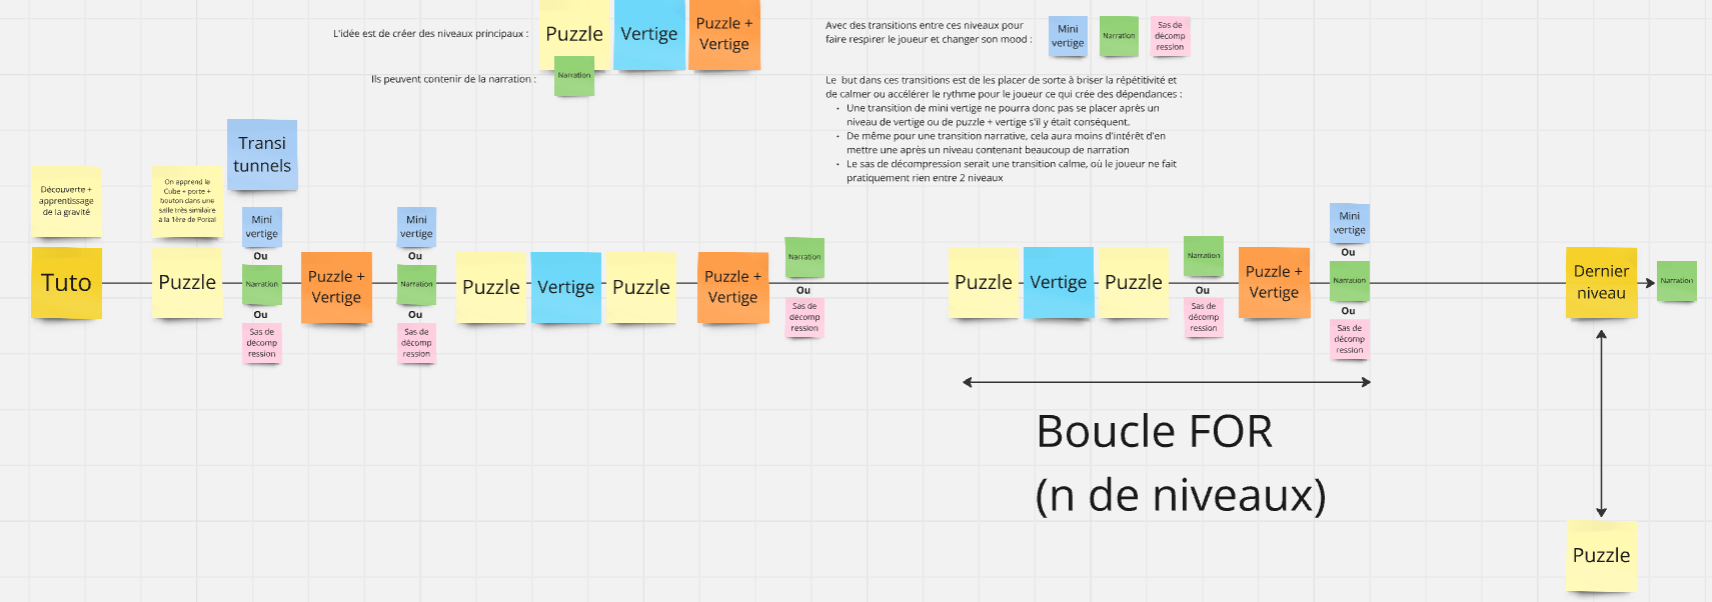 L'idée est de créer des niveaux principaux :
Puzzle
Vertige
Puzzle +
Vertige
Ils peuvent contenir de la narration :
Narration
Avec des transitions entre ces niveaux pour
faire respirer le joueur et changer son mood :
Mini
vertige
Narration
Sas de
décomp
ression
Le but dans ces transitions est de les placer de sorte à briser la répétitivité et
de calmer ou accélérer le rythme pour le joueur ce qui crée des dépendances :
- Une transition de mini vertige ne pourra donc pas se placer après un
niveau de vertige ou de puzzle + vertige s'il y était conséquent.
- De même pour une transition narrative, cela aura moins d'intérêt d'en
mettre une après un niveau contenant beaucoup de narration
- Le sas de décompression serait une transition calme, où le joueur ne fait
pratiquement rien entre 2 niveaux
Découverte +
apprentissage
de la gravité
Tuto
On apprend le
Cube + porte +
bouton dans une
salle très similaire
à la 1ère de Portal
Puzzle
Transi
tunnels
Mini
vertige
Ou
Narration
Ou
Sas de
décomp
ression
Puzzle +
Vertige
Mini
vertige
Ou
Narration
Ou
Sas de
décomp
ression
Puzzle
Vertige
Puzzle
Puzzle +
Vertige
Narration
Ou
Sas de
décomp
ression
Puzzle
Vertige
Puzzle
Narration
Ou
Sas de
décomp
ression
Puzzle +
Vertige
Mini
vertige
Ou
Narration
Ou
Sas de
décomp
ression
Boucle FOR
(n de niveaux)
Dernier
niveau
Narration
Puzzle